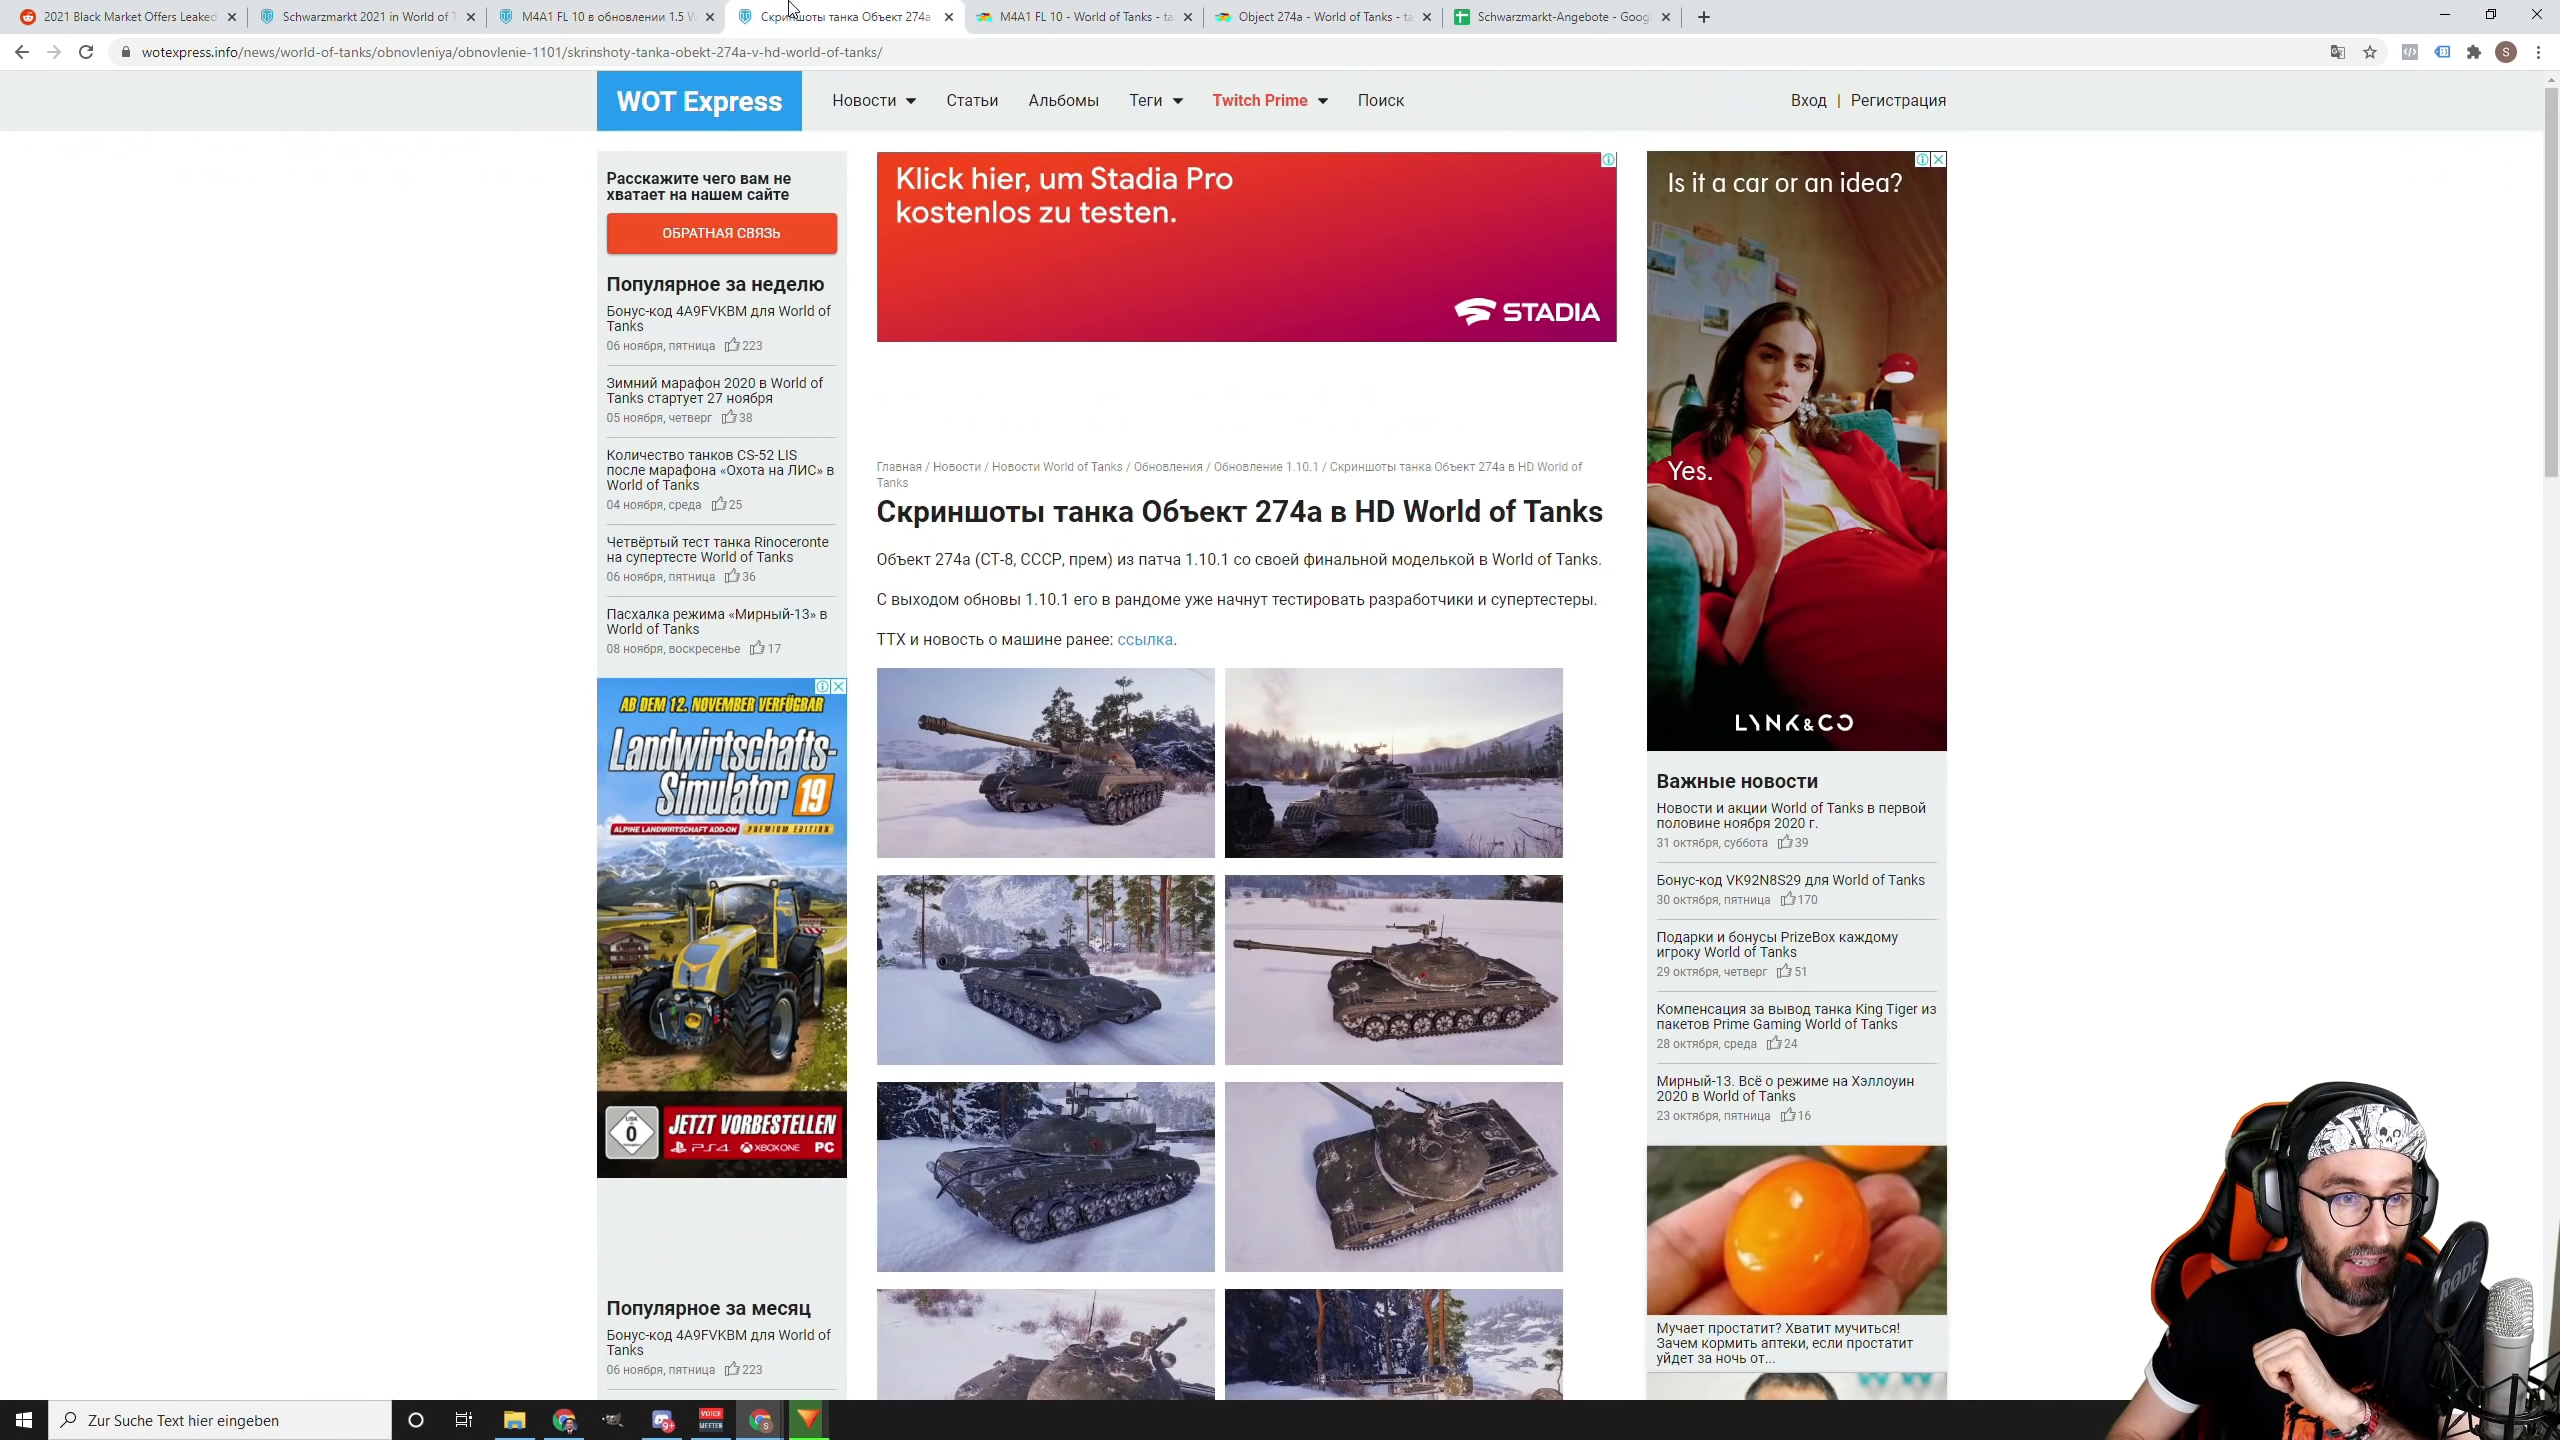 2021 Black Market Offers Leaked
Schwarzmarkt 2021 in World of T
M4A1 FL 10 в обновлении 1.5 W
Скриншоты танка Объект 274а
M4A1 FL 10 - World of Tanks - ta
Object 274a - World of Tanks - ta
Schwarzmarkt-Angebote - Goog
wotexpress.info/news/world-of-tanks/obnovleniya/obnovlenie-1101/skrinshoty-tanka-obekt-274a-v-hd-world-of-tanks/
S
WOT Express
Новости
Статьи
Альбомы
Теги
Twitch Prime
Поиск
Вход | Регистрация
Расскажите чего вам не
хватает на нашем сайте
ОБРАТНАЯ СВЯЗЬ
Популярное за неделю
Бонус-код 4A9FVKBM для World of
Tanks
06 ноября, пятница 223
Зимний марафон 2020 в World of
Tanks стартует 27 ноября
05 ноября, четверг 38
Количество танков CS-52 LIS
после марафона «Охота на ЛИС» в
World of Tanks
04 ноября, среда 25
Четвёртый тест танка Rinoceronte
на супертесте World of Tanks
06 ноября, пятница 36
Пасхалка режима «Мирный-13» в
World of Tanks
08 ноября, воскресенье 17
AB DEM 12. NOVEMBER VERFÜGBAR
Landwirtschafts-
Simulator 19
ALPINE LANDWIRTSCHAFT ADD-ON PREMIUM EDITION
USK
0
JETZT VORBESTELLEN
PS4 XBOX ONE PC
Популярное за месяц
Бонус-код 4A9FVKBM для World of
Tanks
06 ноября, пятница 223
Klick hier, um Stadia Pro
kostenlos zu testen.
STADIA
Главная / Новости / Новости World of Tanks / Обновления / Обновление 1.10.1 / Скриншоты танка Объект 274а в HD World of
Tanks
Скриншоты танка Объект 274а в HD World of Tanks
Объект 274а (СТ-8, СССР, прем) из патча 1.10.1 со своей финальной моделькой в World of Tanks.
С выходом обновы 1.10.1 его в рандоме уже начнут тестировать разработчики и супертестеры.
ТТХ и новость о машине ранее: ссылка.
Is it a car or an idea?
Yes.
LYNK & CO
Важные новости
Новости и акции World of Tanks в первой
половине ноября 2020 г.
31 октября, суббота 39
Бонус-код VK92N8S29 для World of Tanks
30 октября, пятница 170
Подарки и бонусы PrizeBox каждому
игроку World of Tanks
29 октября, четверг 51
Компенсация за вывод танка King Tiger из
пакетов Prime Gaming World of Tanks
28 октября, среда 24
Мирный-13. Всё о режиме на Хэллоуин
2020 в World of Tanks
23 октября, пятница 16
Мучает простатит? Хватит мучиться!
Зачем кормить аптеки, если простатит
уйдет за ночь от...
RØDE
Zur Suche Text hier eingeben
9+
VOICE
MEETER
S